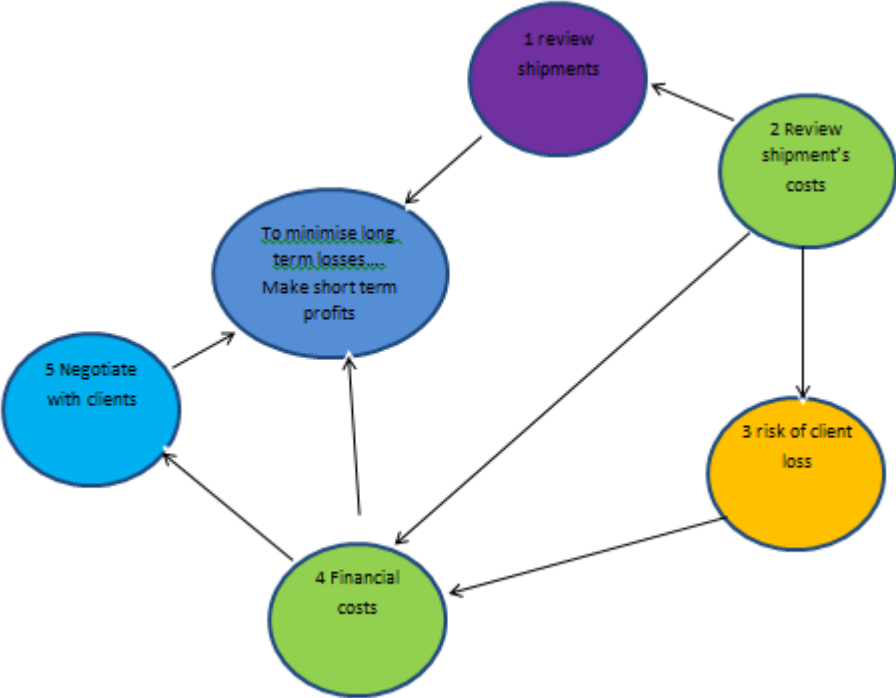 1 review
shipments
2 Review
shipment's
costs
To minimise long
term losses....
Make short term
profits
5 Negotiate
with clients
3 risk of client
loss
4 Financial
costs